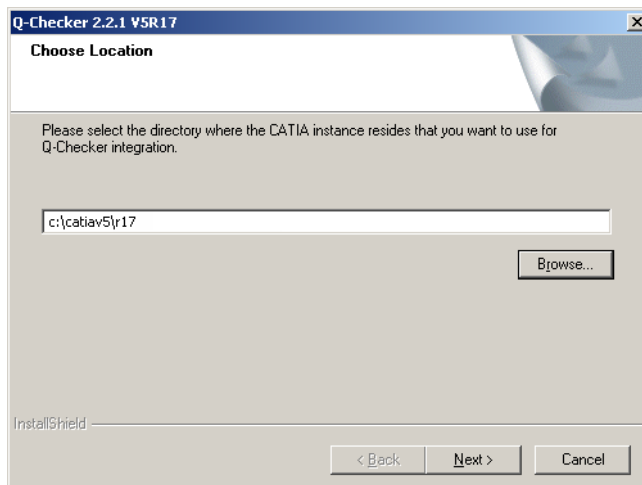 Q-Checker 2.2.1 V5R17
Choose Location
Please select the directory where the CATIA instance resides that you want to use for
Q-Checker integration.
c:\catiav5\r17
Browse...
InstallShield
< Back
Next >
Cancel